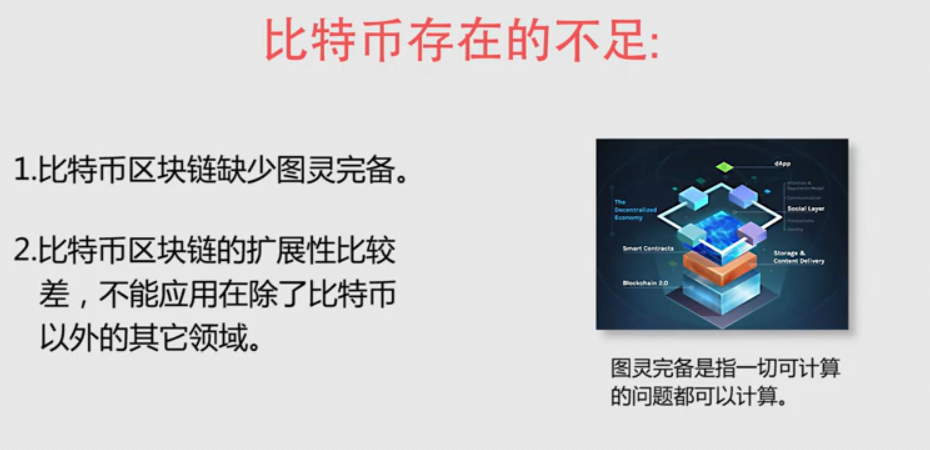 比特币存在的不足:
1.比特币区块链缺少图灵完备。
2.比特币区块链的扩展性比较
差，不能应用在除了比特币
以外的其它领域。
dApp
The
Decentralized
Economy
Social Layer
Smart Contracts
Storage &
Content Delivery
Blockchain 2.0
图灵完备是指一切可计算
的问题都可以计算。